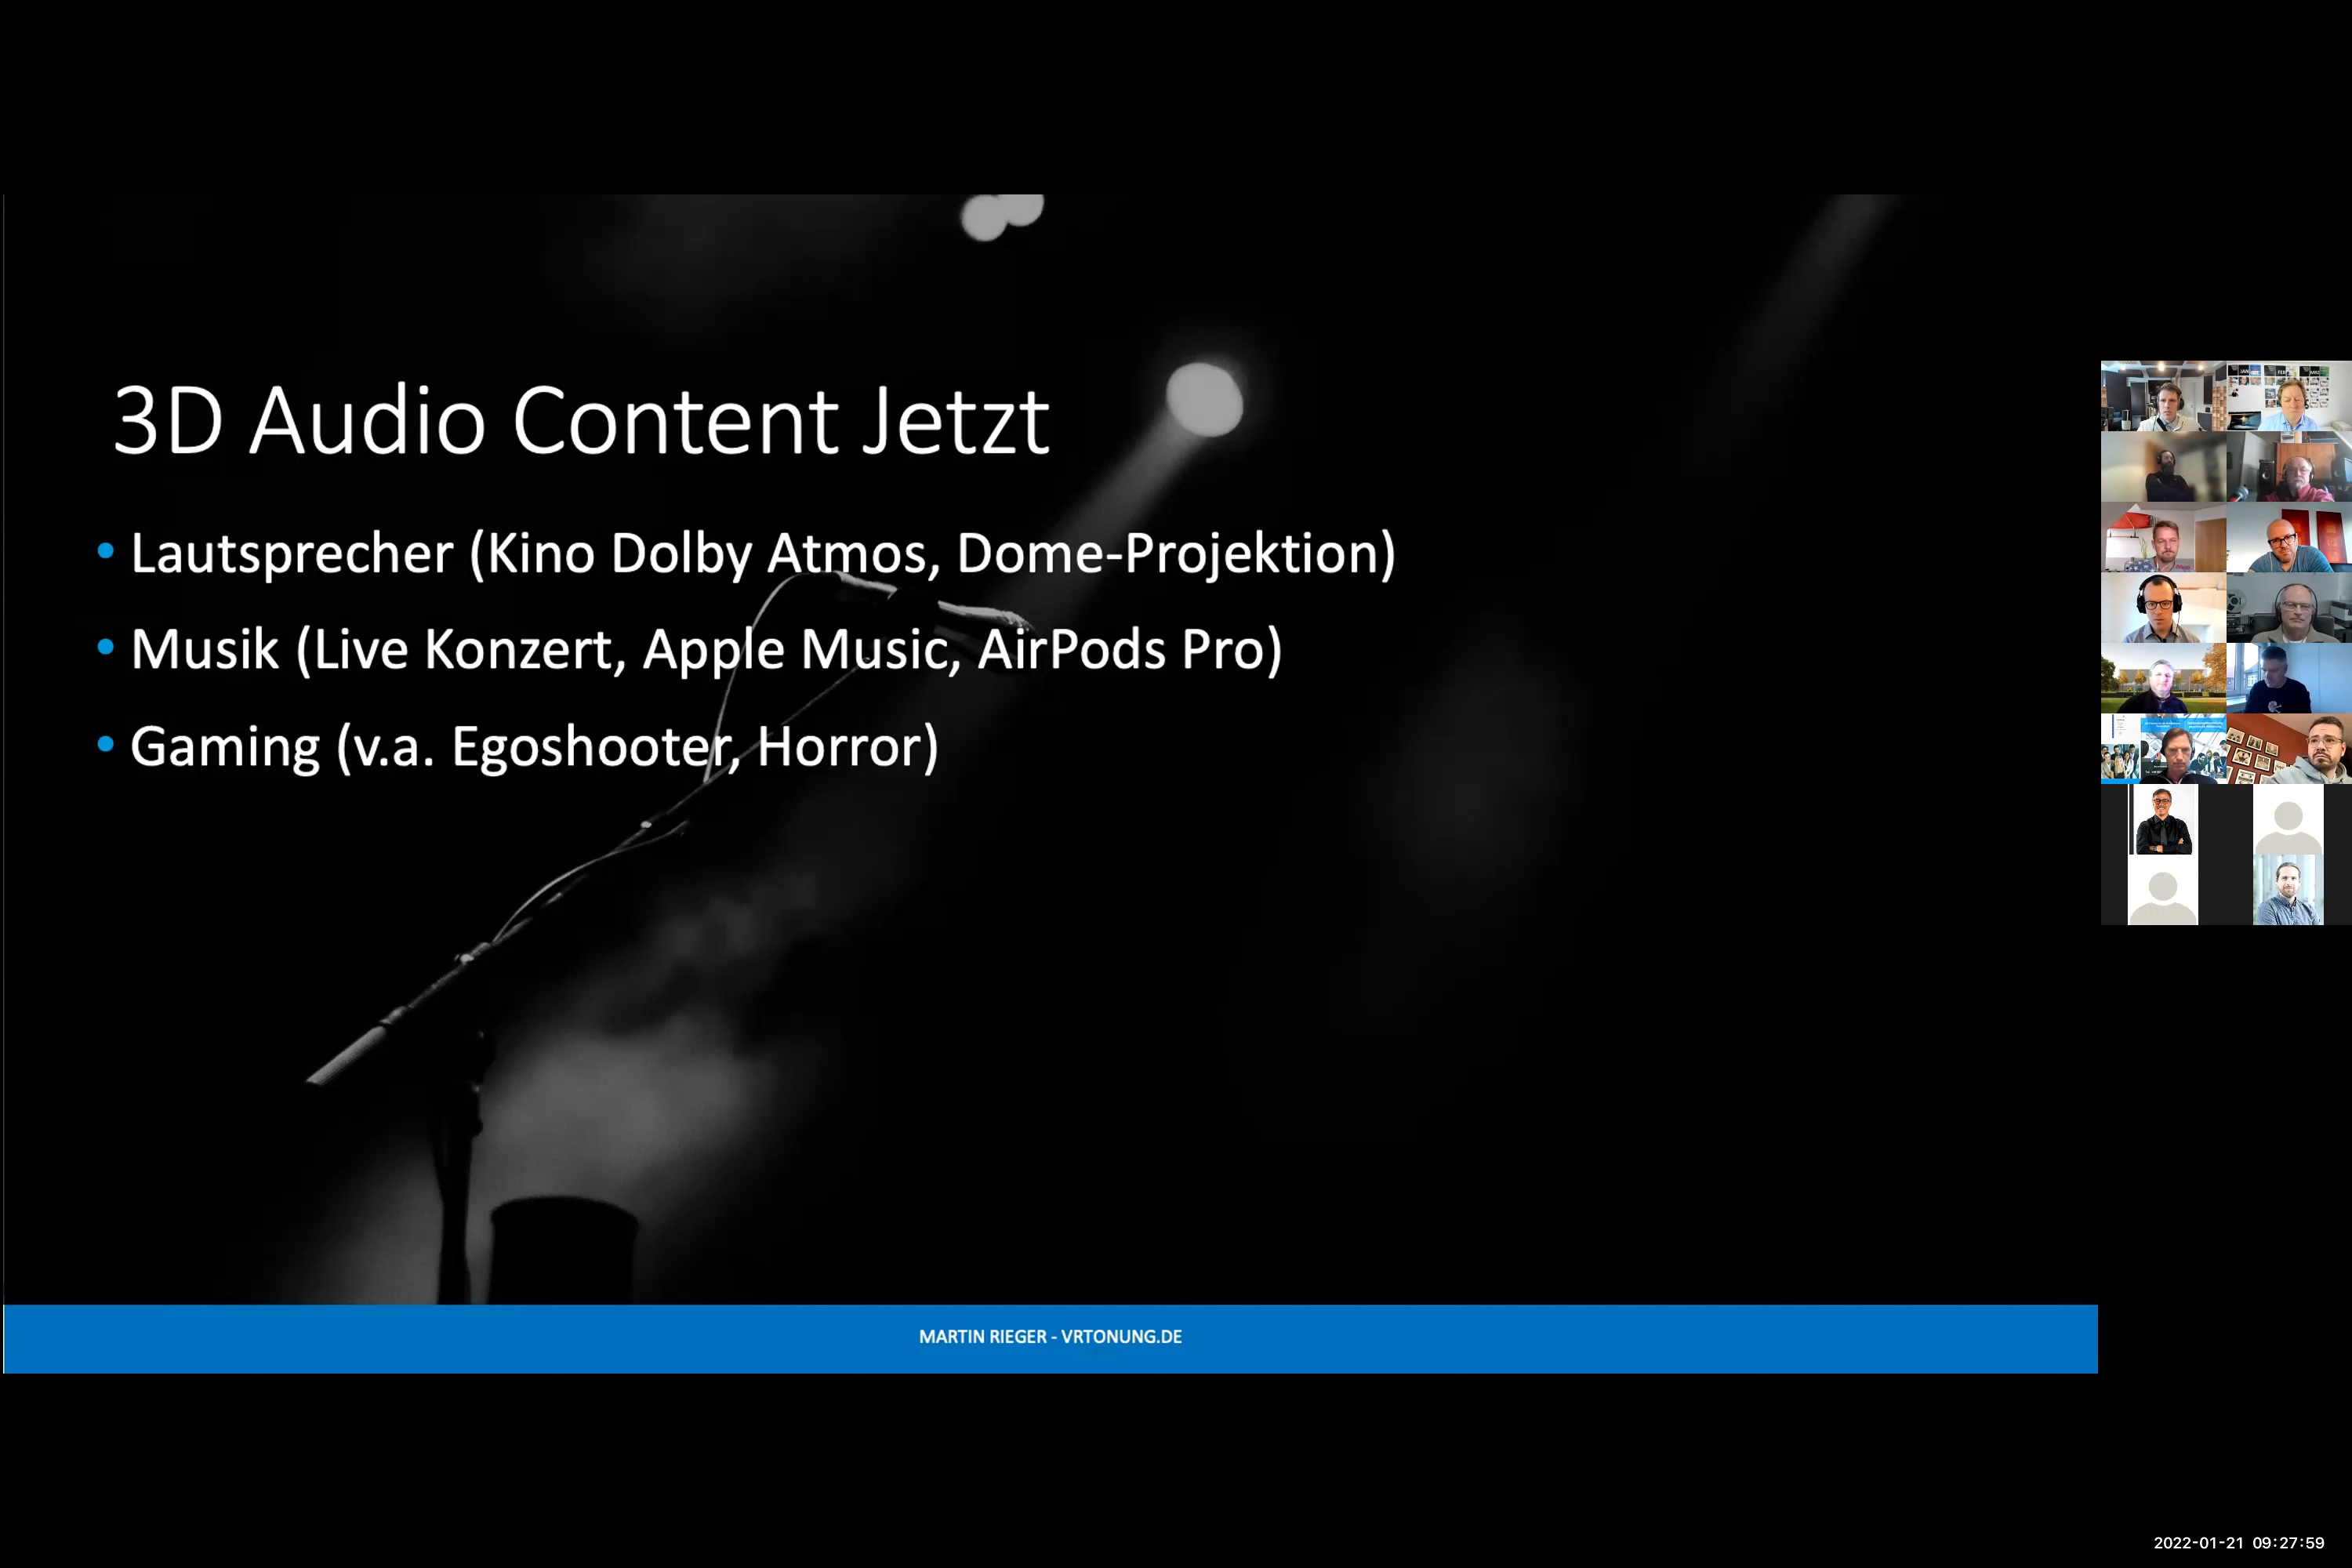 3D Audio Content Jetzt
• Lautsprecher (Kino Dolby Atmos, Dome-Projektion)
• Musik (Live Konzert, Apple Music, AirPods Pro)
• Gaming (v.a. Egoshooter, Horror)
MARTIN RIEGER - VRTONUNG.DE
2022-01-21 09:27:59